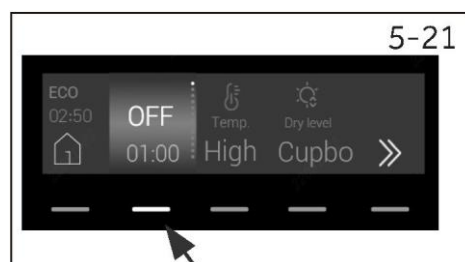 5-21
ECO
02:50
OFF
01:00
Temp.
High
Dry level
Cupbo